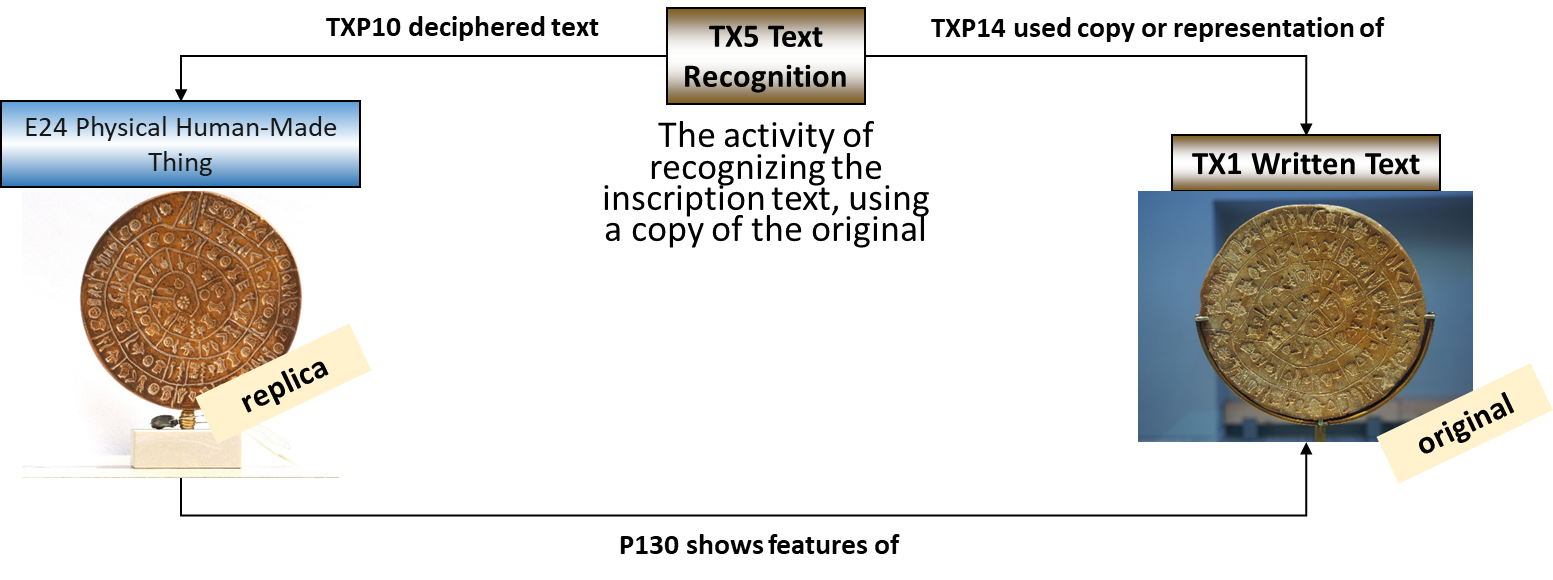 TXP10 deciphered text
TX5 Text
Recognition
TXP14 used copy or representation of
E24 Physical Human-Made
Thing
The activity of
recognizing the
inscription text, using
a copy of the original
TX1 Written Text
replica
original
P130 shows features of